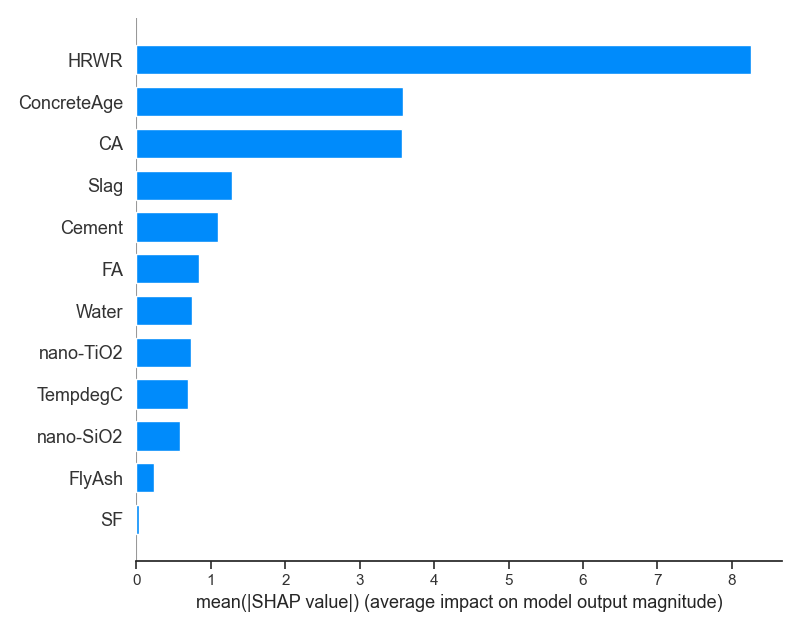 HRWR
ConcreteAge
CA
Slag
Cement
FA
Water
nano-TiO2
TempdegC
nano-SiO2
FlyAsh
SF
0 1 2 3 4 5 6 7 8
mean(|SHAP value|) (average impact on model output magnitude)